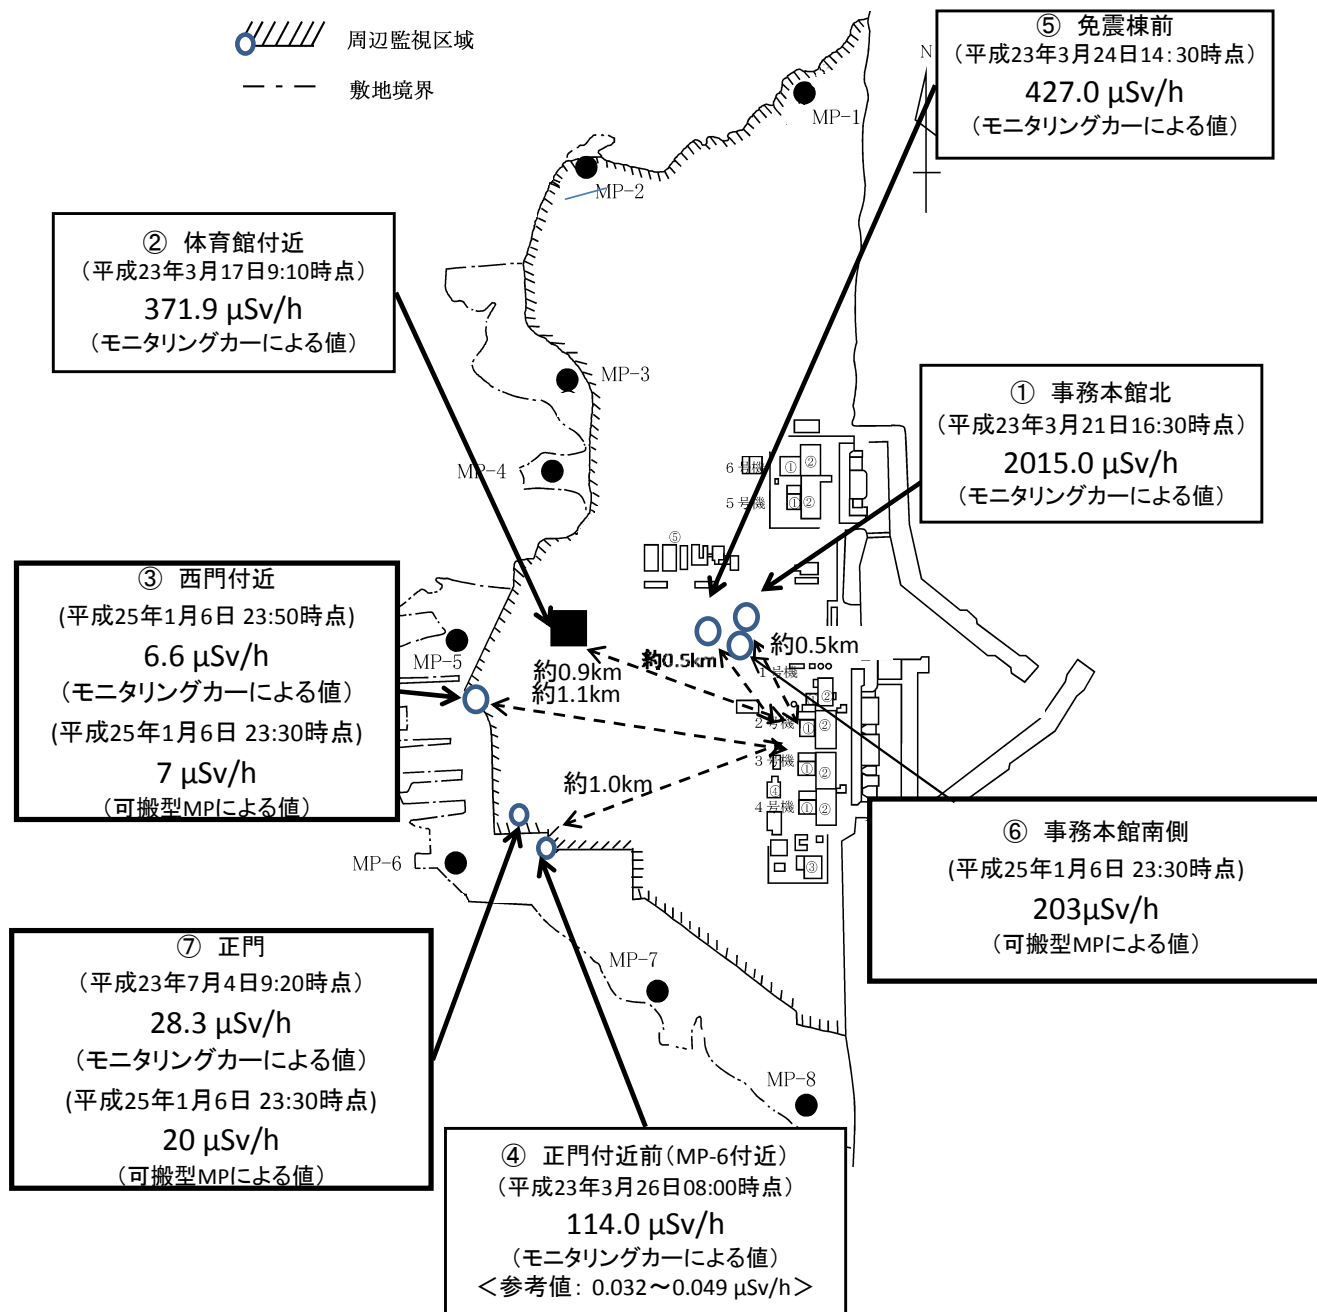 周辺監視区域
敷地境界
⑤ 免震棟前
（平成23年3月24日14：30時点）
427.0 μSv/h
（モニタリングカーによる値）
N
MP-1
MP-2
② 体育館付近
（平成23年3月17日9:10時点）
371.9 μSv/h
（モニタリングカーによる値）
MP-3
MP-4
① 事務本館北
（平成23年3月21日16:30時点）
2015.0 μSv/h
（モニタリングカーによる値）
6号機
①
②
5号機
①
②
⑤
③ 西門付近
(平成25年1月6日 23:50時点)
6.6 μSv/h
（モニタリングカーによる値）
(平成25年1月6日 23:30時点)
7 μSv/h
（可搬型MPによる値）
MP-5
約0.9km
約1.1km
約0.5km
約0.5km
1号機
②
2号機
①
②
3号機
①
②
約1.0km
④
4号機
①
②
③
MP-6
⑥ 事務本館南側
(平成25年1月6日 23:30時点)
203μSv/h
（可搬型MPによる値）
⑦ 正門
（平成23年7月4日9:20時点）
28.3 μSv/h
（モニタリングカーによる値）
(平成25年1月6日 23:30時点)
20 μSv/h
（可搬型MPによる値）
MP-7
MP-8
④ 正門付近前（MP-6付近）
（平成23年3月26日08:00時点）
114.0 μSv/h
（モニタリングカーによる値）
＜参考値： 0.032～0.049 μSv/h＞